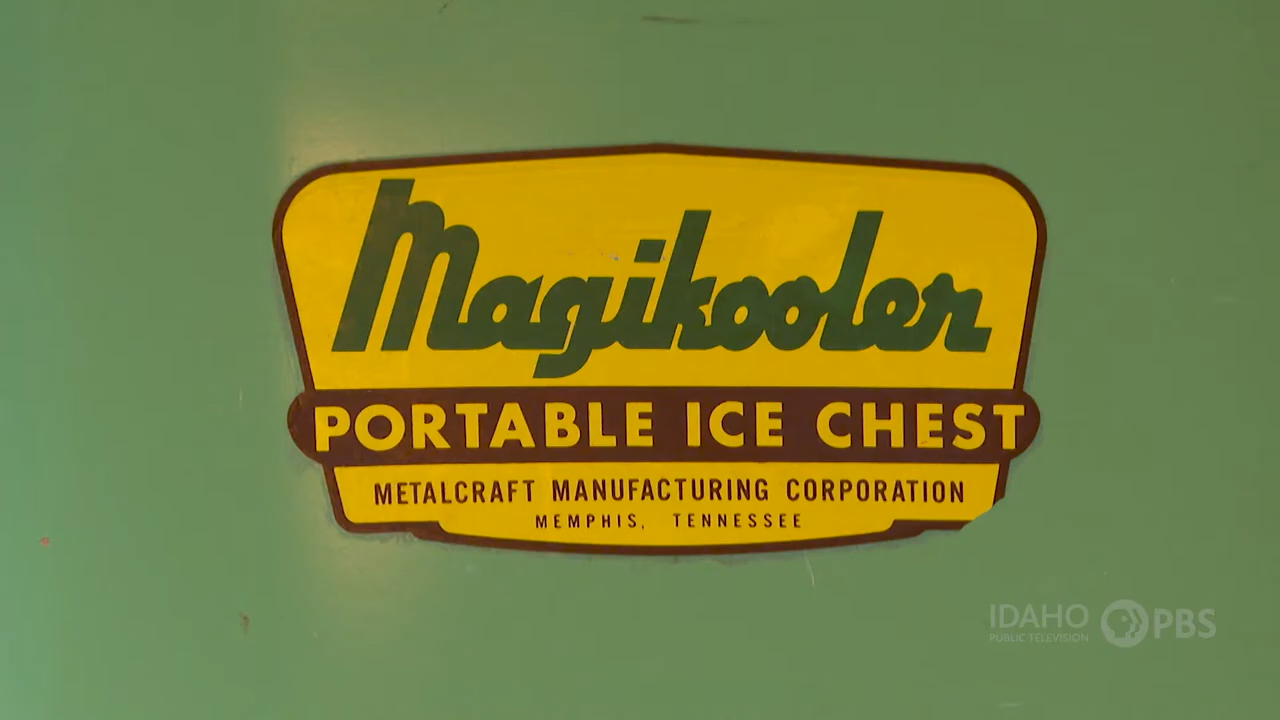 Magikooler
PORTABLE ICE CHEST
METALCRAFT MANUFACTURING CORPORATION
MEMPHIS, TENNESSEE
IDAHO
PUBLIC TELEVISION
PBS